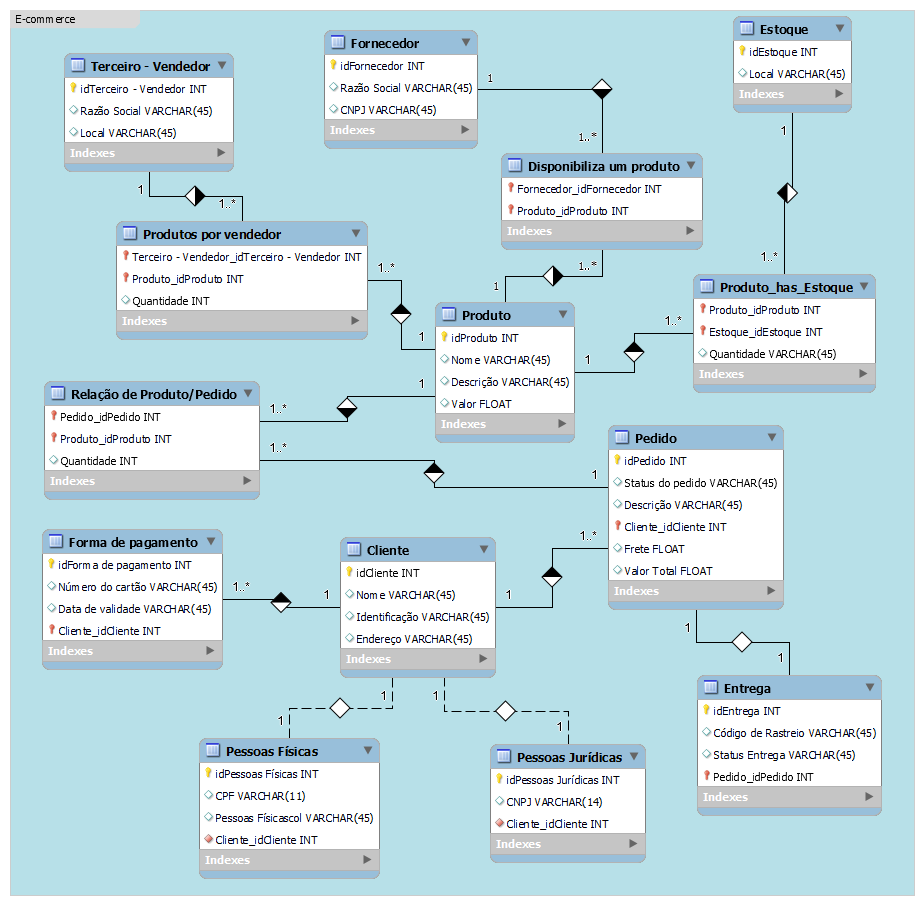 E-commerce
Terceiro - Vendedor
idTerceiro - Vendedor INT
Razão Social VARCHAR(45)
Local VARCHAR(45)
Indexes
Fornecedor
idFornecedor INT
Razão Social VARCHAR(45)
CNPJ VARCHAR(45)
Indexes
Estoque
idEstoque INT
Local VARCHAR(45)
Indexes
1
1..*
1
1..*
1
1..*
Disponibiliza um produto
Fornecedor_idFornecedor INT
Produto_idProduto INT
Indexes
Produtos por vendedor
Terceiro - Vendedor_idTerceiro - Vendedor INT
Produto_idProduto INT
Quantidade INT
Indexes
1..*
1
1..*
1
Produto_has_Estoque
Produto_idProduto INT
Estoque_idEstoque INT
Quantidade VARCHAR(45)
Indexes
Produto
idProduto INT
Nome VARCHAR(45)
Descrição VARCHAR(45)
Valor FLOAT
Indexes
1..*
1
Relação de Produto/Pedido
Pedido_idPedido INT
Produto_idProduto INT
Quantidade INT
Indexes
1..*
1
1..*
1
Pedido
idPedido INT
Status do pedido VARCHAR(45)
Descrição VARCHAR(45)
Cliente_idCliente INT
Frete FLOAT
Valor Total FLOAT
Indexes
Forma de pagamento
idForma de pagamento INT
Número do cartão VARCHAR(45)
Data de validade VARCHAR(45)
Cliente_idCliente INT
Indexes
1..*
1
Cliente
idCliente INT
Nome VARCHAR(45)
Identificação VARCHAR(45)
Endereço VARCHAR(45)
Indexes
1
1..*
1
1
Entrega
idEntrega INT
Código de Rastreio VARCHAR(45)
Status Entrega VARCHAR(45)
Pedido_idPedido INT
Indexes
1
1
1
1
Pessoas Físicas
idPessoas Físicas INT
CPF VARCHAR(11)
Pessoas Físicascol VARCHAR(45)
Cliente_idCliente INT
Indexes
Pessoas Jurídicas
idPessoas Jurídicas INT
CNPJ VARCHAR(14)
Cliente_idCliente INT
Indexes